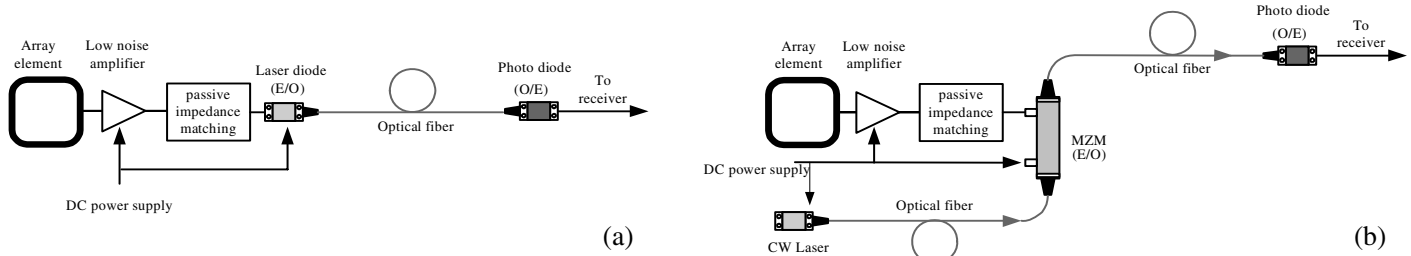 Array
element
Low noise
amplifier
Laser diode
(E/O)
passive
impedance
matching
Optical fiber
Photo diode
(O/E)
To
receiver
DC power supply
(a)
Array
element
Low noise
amplifier
passive
impedance
matching
MZM
(E/O)
Optical fiber
Photo diode
(O/E)
To
receiver
DC power supply
Optical fiber
CW Laser
(b)